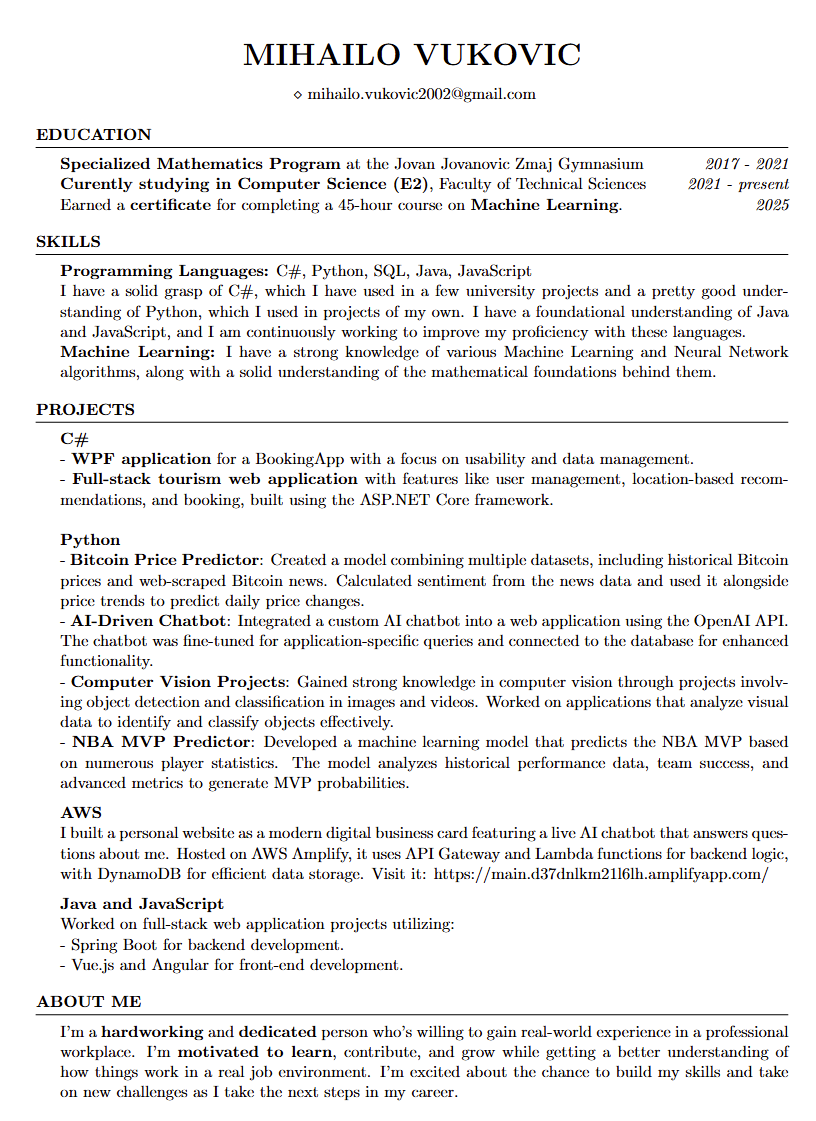 MIHAILO VUKOVIC
⋄ mihailo.vukovic2002@gmail.com
EDUCATION
Specialized Mathematics Program at the Jovan Jovanovic Zmaj Gymnasium 2017 - 2021
Curently studying in Computer Science (E2), Faculty of Technical Sciences 2021 - present
Earned a certificate for completing a 45-hour course on Machine Learning. 2025
SKILLS
Programming Languages: C#, Python, SQL, Java, JavaScript
I have a solid grasp of C#, which I have used in a few university projects and a pretty good under-
standing of Python, which I used in projects of my own. I have a foundational understanding of Java
and JavaScript, and I am continuously working to improve my proficiency with these languages.
Machine Learning: I have a strong knowledge of various Machine Learning and Neural Network
algorithms, along with a solid understanding of the mathematical foundations behind them.
PROJECTS
C#
- WPF application for a BookingApp with a focus on usability and data management.
- Full-stack tourism web application with features like user management, location-based recom-
mendations, and booking, built using the ASP.NET Core framework.
Python
- Bitcoin Price Predictor: Created a model combining multiple datasets, including historical Bitcoin
prices and web-scraped Bitcoin news. Calculated sentiment from the news data and used it alongside
price trends to predict daily price changes.
- AI-Driven Chatbot: Integrated a custom AI chatbot into a web application using the OpenAI API.
The chatbot was fine-tuned for application-specific queries and connected to the database for enhanced
functionality.
- Computer Vision Projects: Gained strong knowledge in computer vision through projects involv-
ing object detection and classification in images and videos. Worked on applications that analyze visual
data to identify and classify objects effectively.
- NBA MVP Predictor: Developed a machine learning model that predicts the NBA MVP based
on numerous player statistics. The model analyzes historical performance data, team success, and
advanced metrics to generate MVP probabilities.
AWS
I built a personal website as a modern digital business card featuring a live AI chatbot that answers ques-
tions about me. Hosted on AWS Amplify, it uses API Gateway and Lambda functions for backend logic,
with DynamoDB for efficient data storage. Visit it: https://main.d37dnlkm21l6lh.amplifyapp.com/
Java and JavaScript
Worked on full-stack web application projects utilizing:
- Spring Boot for backend development.
- Vue.js and Angular for front-end development.
ABOUT ME
I'm a hardworking and dedicated person who's willing to gain real-world experience in a professional
workplace. I'm motivated to learn, contribute, and grow while getting a better understanding of
how things work in a real job environment. I'm excited about the chance to build my skills and take
on new challenges as I take the next steps in my career.